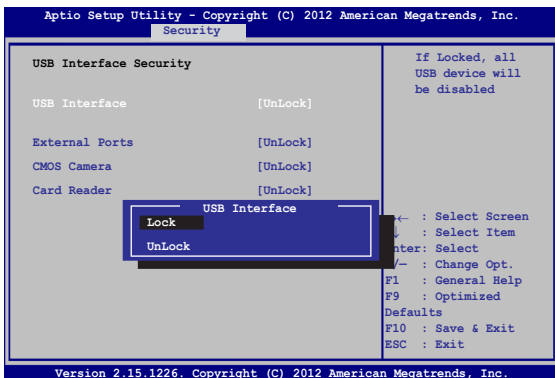 Aptio Setup Utility - Copyright (C) 2012 American Megatrends, Inc.
Security
USB Interface Security
USB Interface [UnLock]
External Ports [UnLock]
CMOS Camera [UnLock]
Card Reader [UnLock]
USB Interface
Lock
UnLock
If Locked, all
USB device will
be disabled
→← : Select Screen
↓ : Select Item
nter: Select
/— : Change Opt.
F1 : General Help
F9 : Optimized
Defaults
F10 : Save & Exit
ESC : Exit
Version 2.15.1226. Copyright (C) 2012 American Megatrends, Inc.